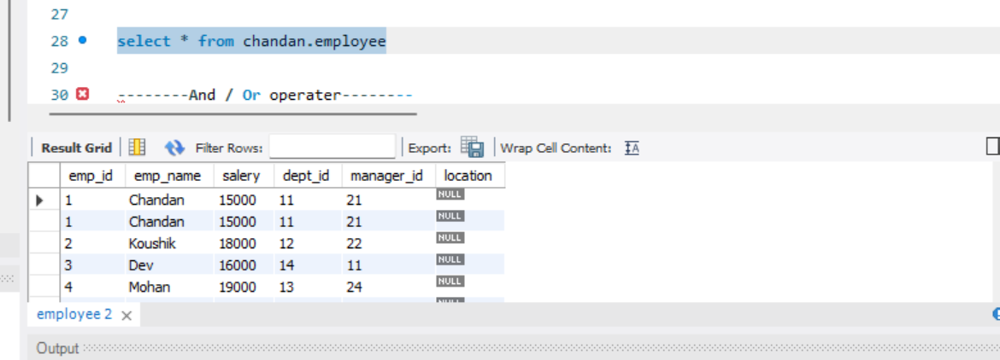 27
28 select * from chandan.employee
29
30 --------And / Or operater--------
Result Grid Filter Rows: Export: Wrap Cell Content: IA
emp_id emp_name salery dept_id manager_id location
1 Chandan 15000 11 21 NULL
1 Chandan 15000 11 21 NULL
2 Koushik 18000 12 22 NULL
3 Dev 16000 14 11 NULL
4 Mohan 19000 13 24 NULL
NULL
employee 2 ×
Output